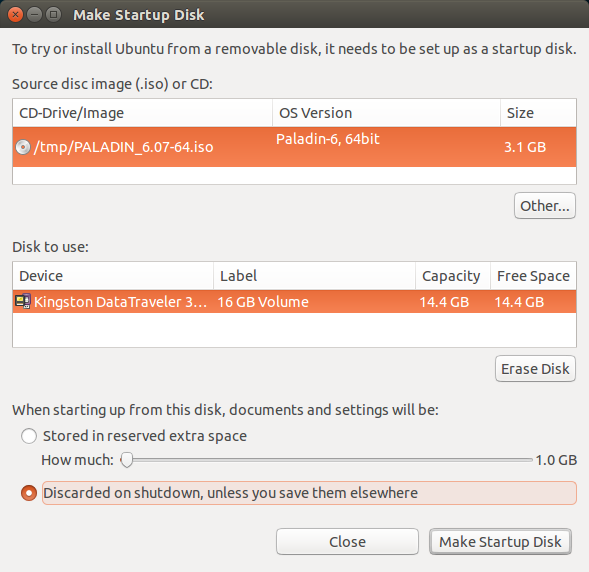 Make Startup Disk
To try or install Ubuntu from a removable disk, it needs to be set up as a startup disk.
Source disc image (.iso) or CD:
CD-Drive/Image OS Version Size
/tmp/PALADIN_6.07-64.iso Paladin-6, 64bit 3.1 GB
Other...
Disk to use:
Device Label Capacity Free Space
Kingston DataTraveler 3... 16 GB Volume 14.4 GB 14.4 GB
Erase Disk
When starting up from this disk, documents and settings will be:
Stored in reserved extra space
How much: 1.0 GB
Discarded on shutdown, unless you save them elsewhere
Close Make Startup Disk